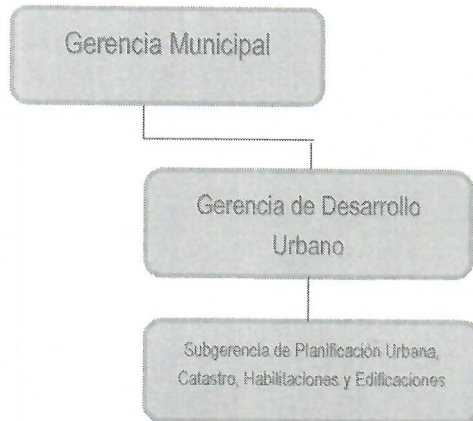 Gerencia Municipal
Gerencia de Desarrollo
Urbano
Subgerencia de Planificación Urbana,
Catastro, Habilitaciones y Edificaciones